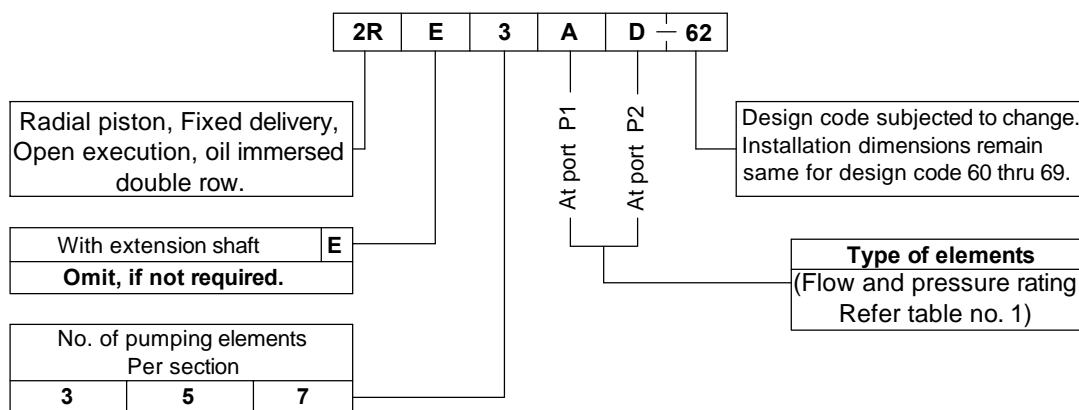 2R E 3 A D – 62
Radial piston, Fixed delivery,
Open execution, oil immersed
double row.
With extension shaft E
Omit, if not required.
No. of pumping elements
Per section
3 5 7
At port P1
At port P2
Design code subjected to change.
Installation dimensions remain
same for design code 60 thru 69.
Type of elements
(Flow and pressure rating
Refer table no. 1)